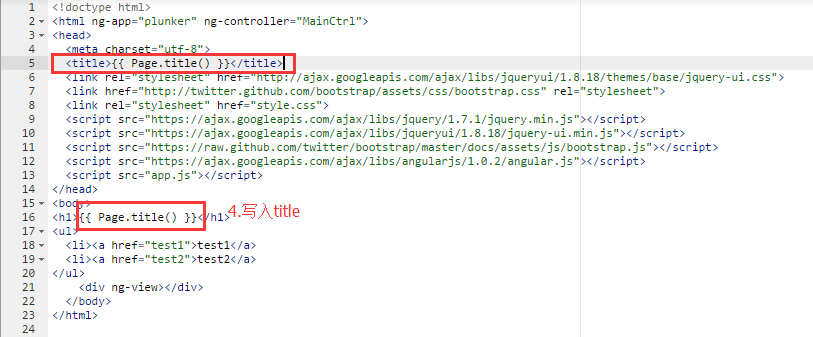 1 <!doctype html>
2 <html ng-app="plunker" ng-controller="MainCtrl">
3 <head>
4 <meta charset="utf-8">
5 <title>{{ Page.title() }}</title>
6 <link rel="stylesheet" href="http://ajax.googleapis.com/ajax/libs/jqueryui/1.8.18/themes/base/jquery-ui.css">
7 <link href="http://twitter.github.com/bootstrap/assets/css/bootstrap.css" rel="stylesheet">
8 <link rel="stylesheet" href="style.css">
9 <script src="https://ajax.googleapis.com/ajax/libs/jquery/1.7.1/jquery.min.js"></script>
10 <script src="https://ajax.googleapis.com/ajax/libs/jqueryui/1.8.18/jquery-ui.min.js"></script>
11 <script src="https://raw.github.com/twitter/bootstrap/master/docs/assets/js/bootstrap.js"></script>
12 <script src="https://ajax.googleapis.com/ajax/libs/angularjs/1.0.2/angular.js"></script>
13 <script src="app.js"></script>
14 </head>
15 <body>
16 <h1>{{ Page.title() }}</h1> 4.写入title
17 <ul>
18 <li><a href="test1">test1</a>
19 <li><a href="test2">test2</a>
20 </ul>
21 <div ng-view></div>
22 </body>
23 </html>
24